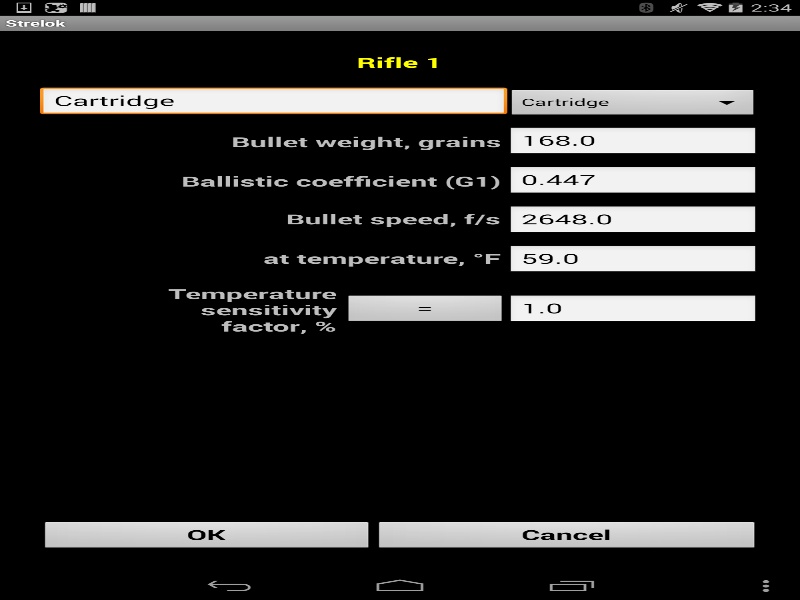 2:34
Strelok
Rifle 1
Cartridge
Cartridge
Bullet weight, grains
168.0
Ballistic coefficient (G1)
0.447
Bullet speed, f/s
2648.0
at temperature, °F
59.0
Temperature
sensitivity
factor, %
=
1.0
OK
Cancel